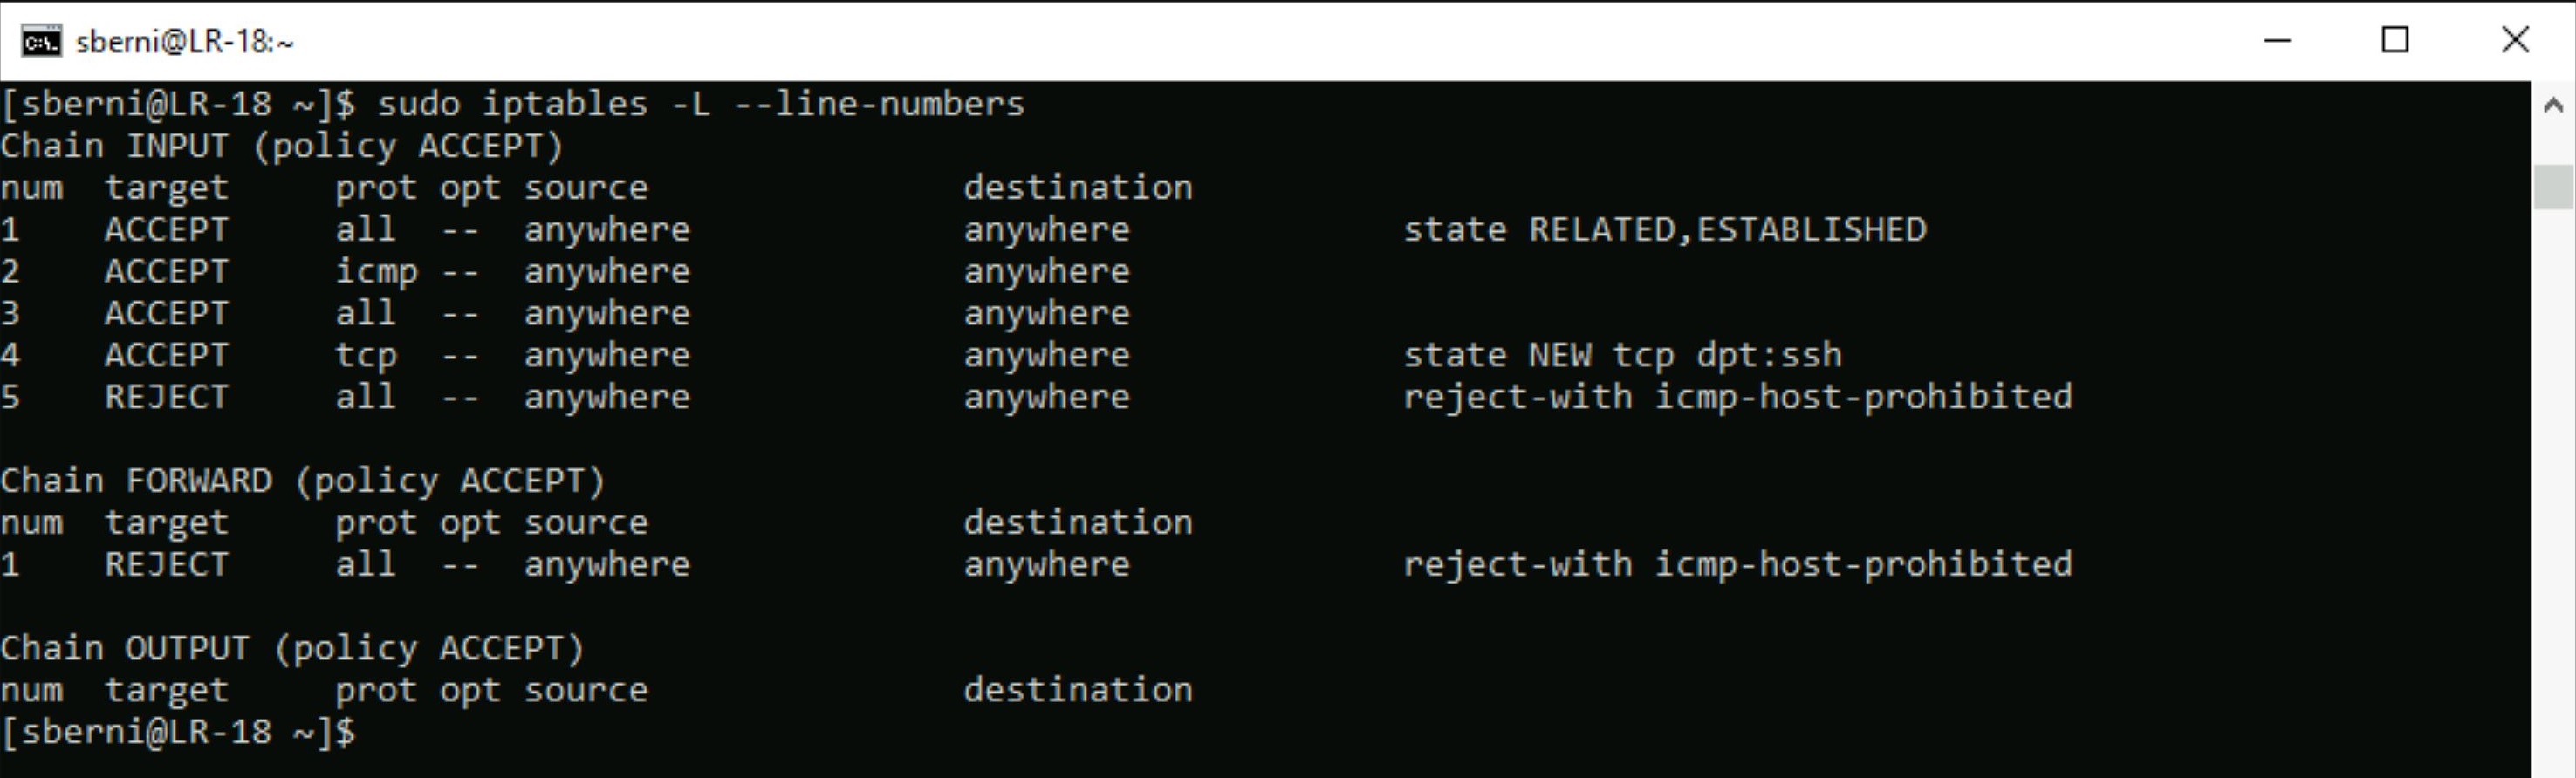 sberni@LR-18:~
[sberni@LR-18 ~]$ sudo iptables -L --line-numbers
Chain INPUT (policy ACCEPT)
num  target     prot opt source               destination
1    ACCEPT     all  --  anywhere             anywhere             state RELATED,ESTABLISHED
2    ACCEPT     icmp --  anywhere             anywhere
3    ACCEPT     all  --  anywhere             anywhere
4    ACCEPT     tcp  --  anywhere             anywhere             state NEW tcp dpt:ssh
5    REJECT     all  --  anywhere             anywhere             reject-with icmp-host-prohibited

Chain FORWARD (policy ACCEPT)
num  target     prot opt source               destination
1    REJECT     all  --  anywhere             anywhere             reject-with icmp-host-prohibited

Chain OUTPUT (policy ACCEPT)
num  target     prot opt source               destination
[sberni@LR-18 ~]$